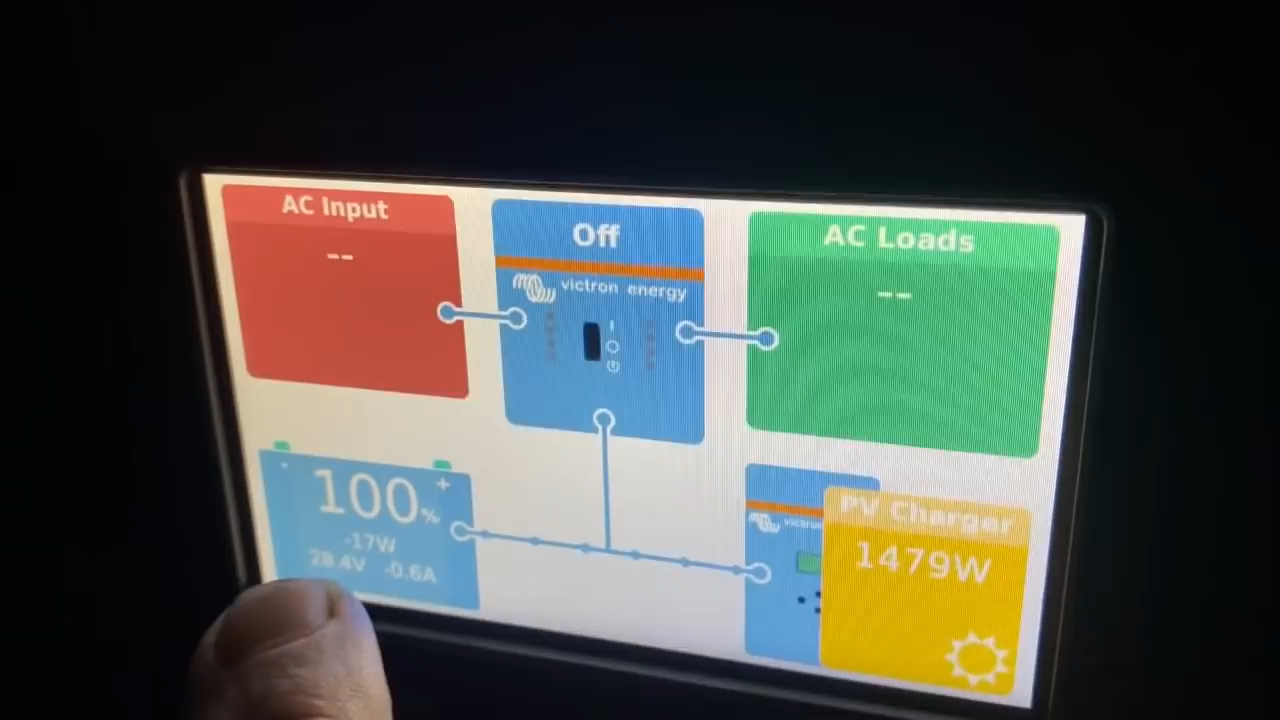 AC Input
--
Off
victron energy
AC Loads
--
- +
100%
-17W
28.4V -0.6A
PV Charger
1479W